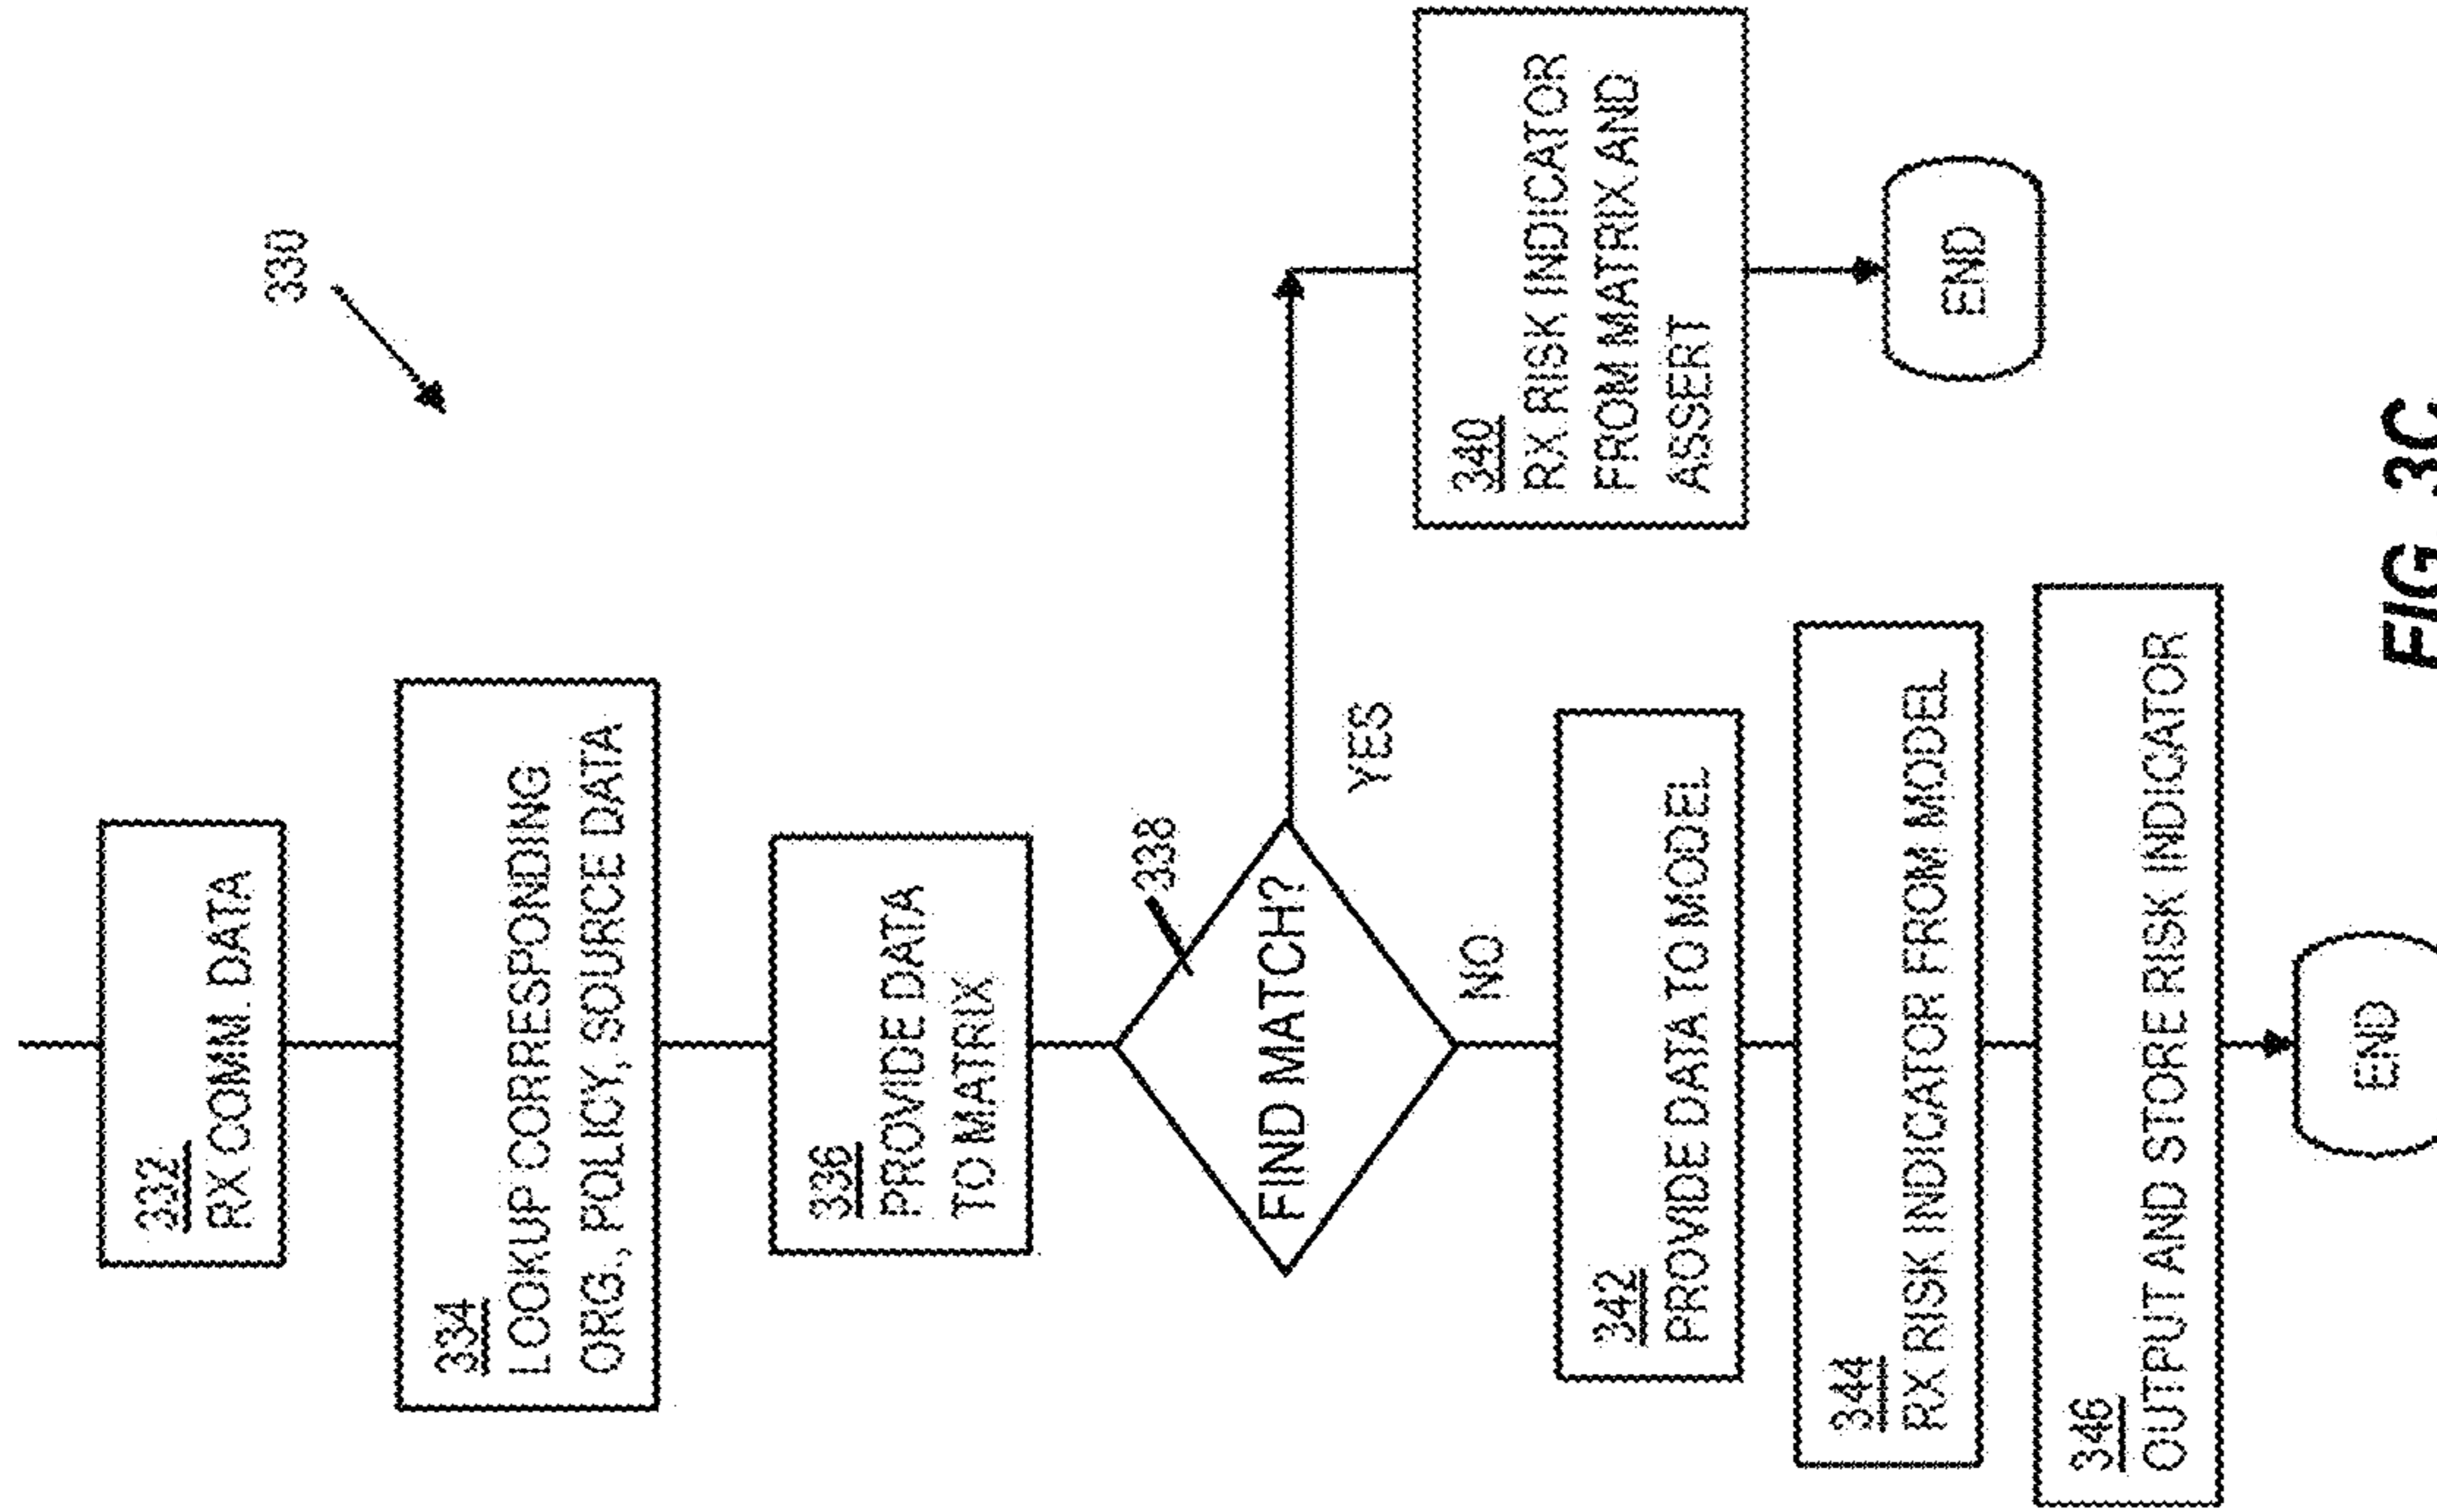 330
332
RX COMM. DATA
334
LOOKUP CORRESPONDING
ORG., POLICY, SOURCE DATA
336
PROVIDE DATA
TO MATRIX
338
FIND MATCH?
YES
NO
340
RX RISK INDICATOR
FROM MATRIX AND
ASSERT
END
342
PROVIDE DATA TO MODEL
344
RX RISK INDICATOR FROM MODEL
346
OUTPUT AND STORE RISK INDICATOR
END
FIG 3C